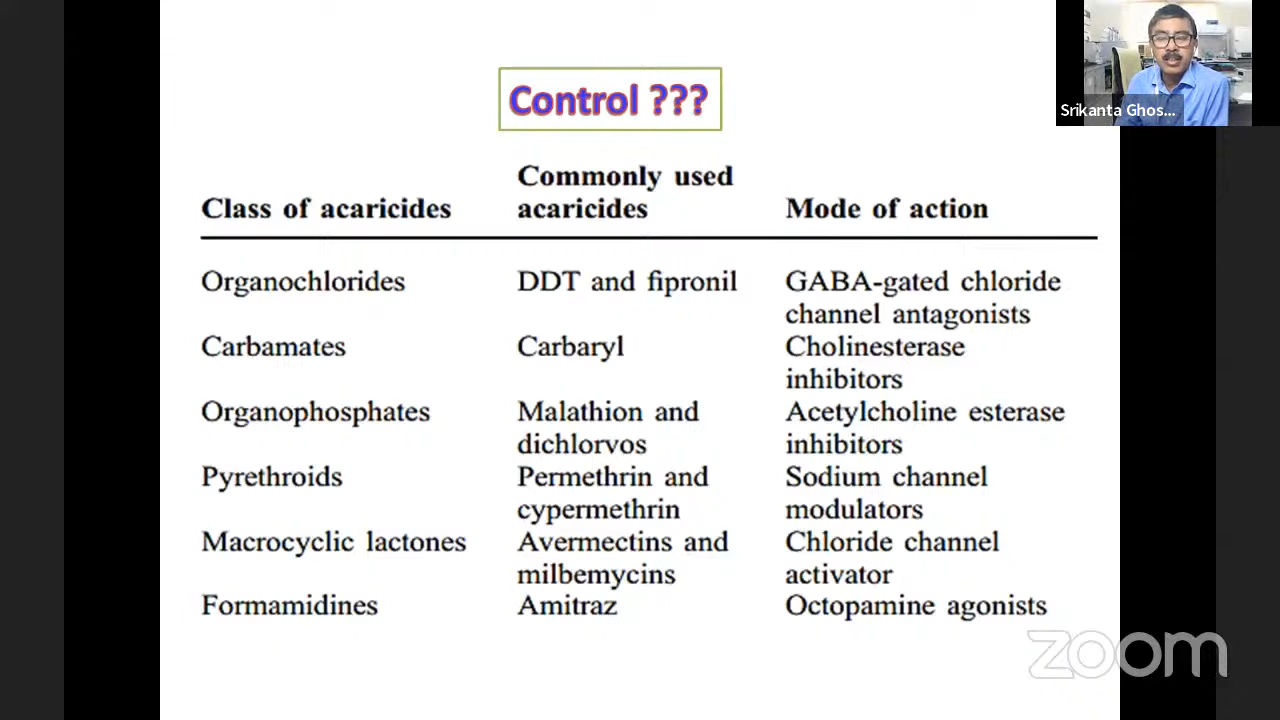 Control ???
Srikanta Ghos...
Commonly used
Class of acaricides acaricides Mode of action
Organochlorides DDT and fipronil GABA-gated chloride
channel antagonists
Carbamates Carbaryl Cholinesterase
inhibitors
Organophosphates Malathion and Acetylcholine esterase
dichlorvos inhibitors
Pyrethroids Permethrin and Sodium channel
cypermethrin modulators
Macrocyclic lactones Avermectins and Chloride channel
milbemycins activator
Formamidines Amitraz Octopamine agonists
zoom